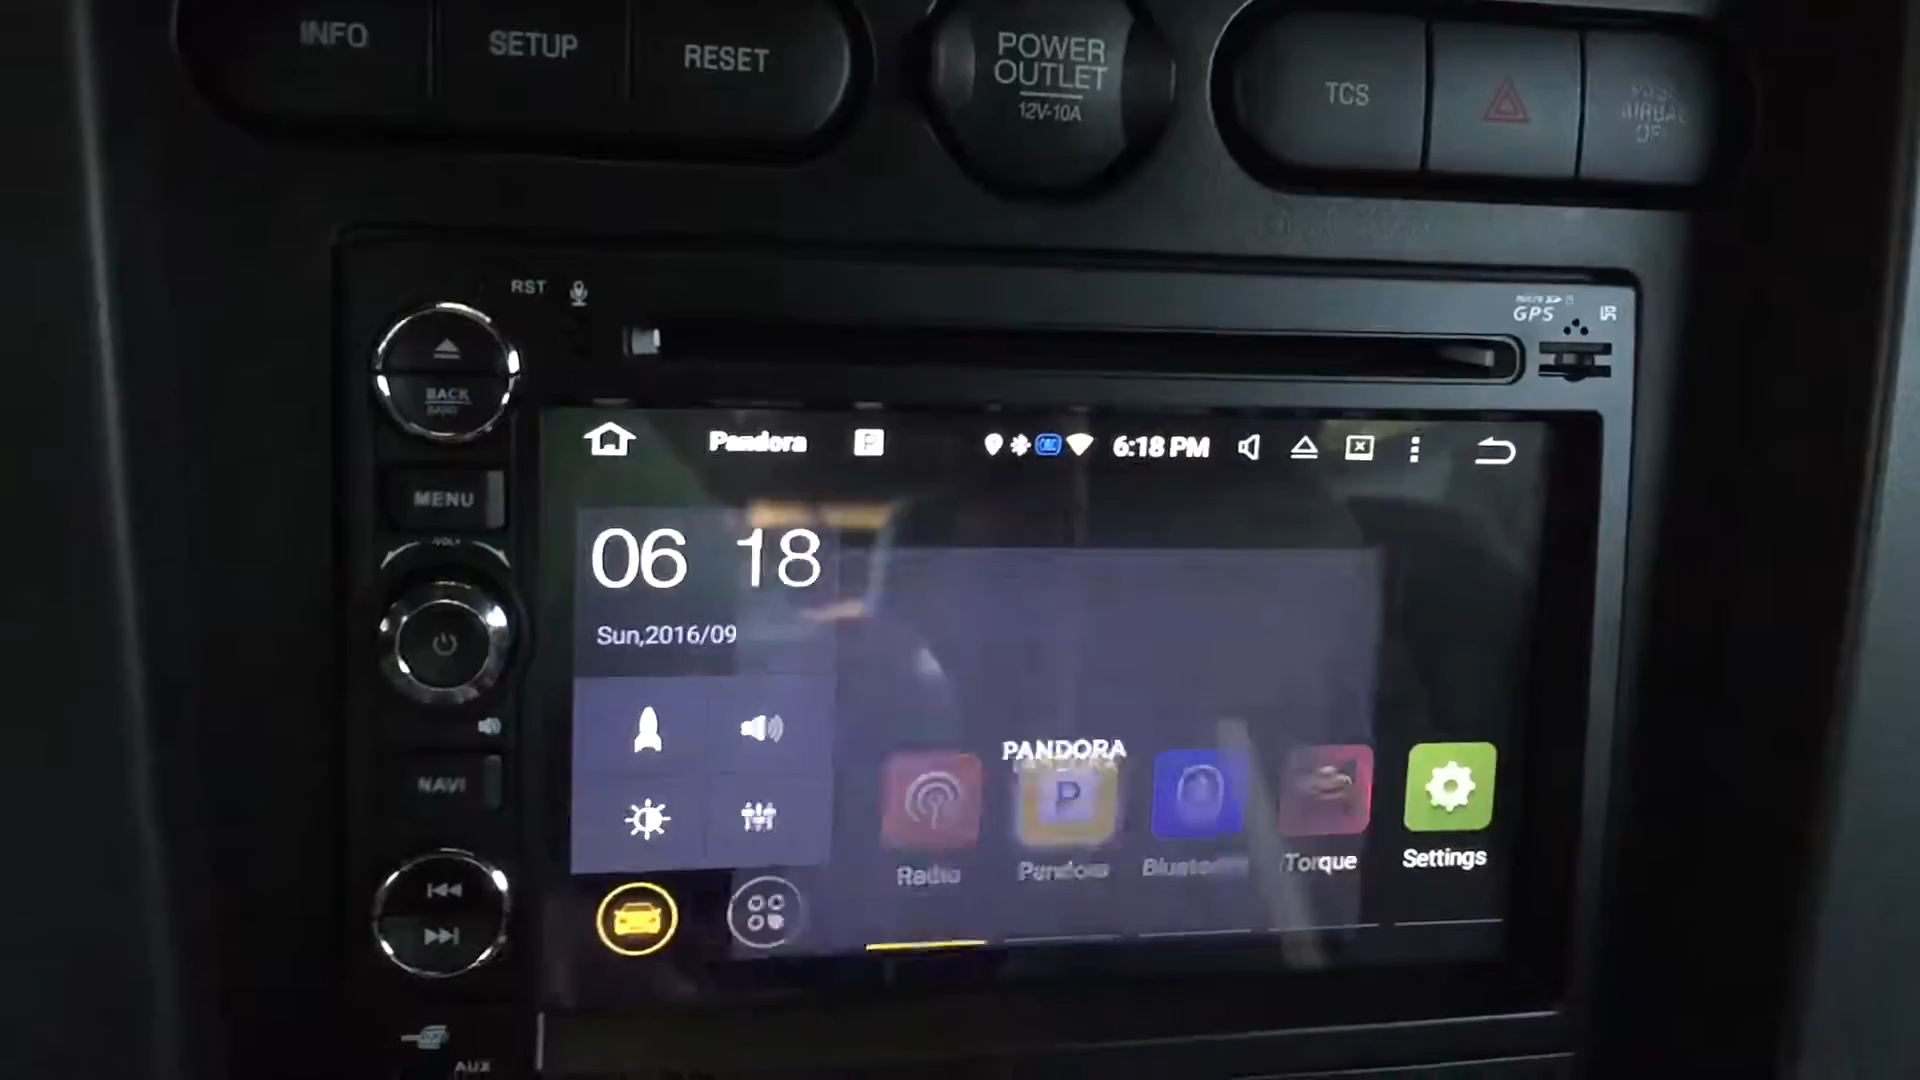 INFO
SETUP
RESET
POWER
OUTLET
12V-10A
TCS
RST
GPS
BACK
MENU
NAVI
AUX
Pandora
6:18 PM
06 18
Sun,2016/09
PANDORA
P
Radio
Pandora
Torque
Settings